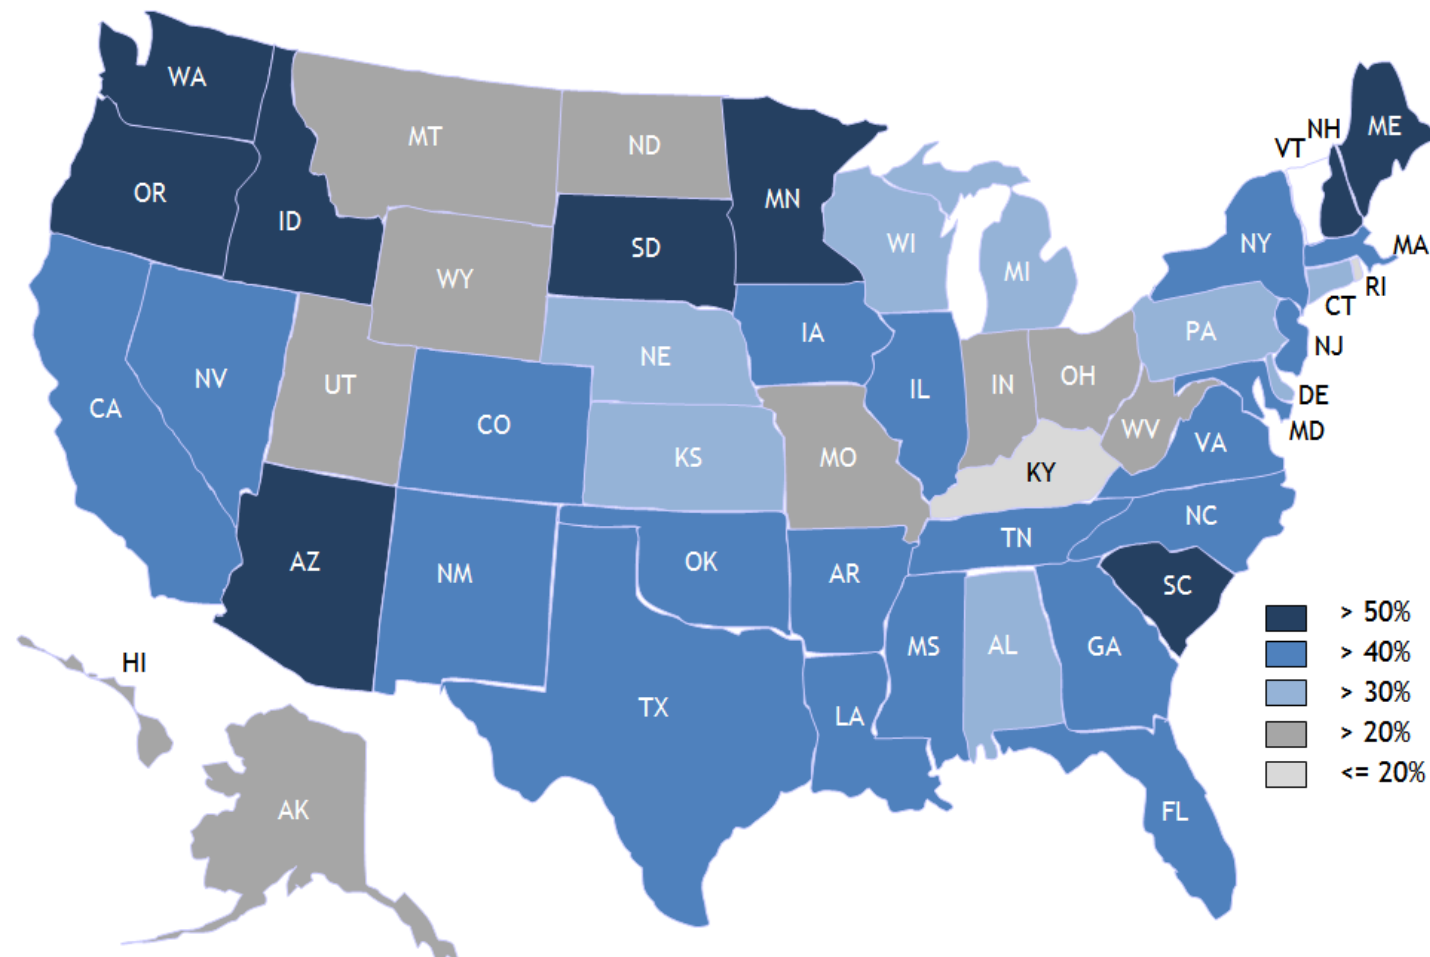 WA
MT
ND
MN
NH
ME
VT
OR
ID
SD
WI
MI
NY
MA
WY
RI
CT
IA
PA
NJ
NE
NV
UT
IN
OH
IL
DE
CA
CO
MD
WV
VA
KS
MO
KY
NC
AZ
NM
OK
AR
TN
SC
> 50%
HI
MS
AL
GA
> 40%
> 30%
TX
LA
> 20%
<= 20%
AK
FL